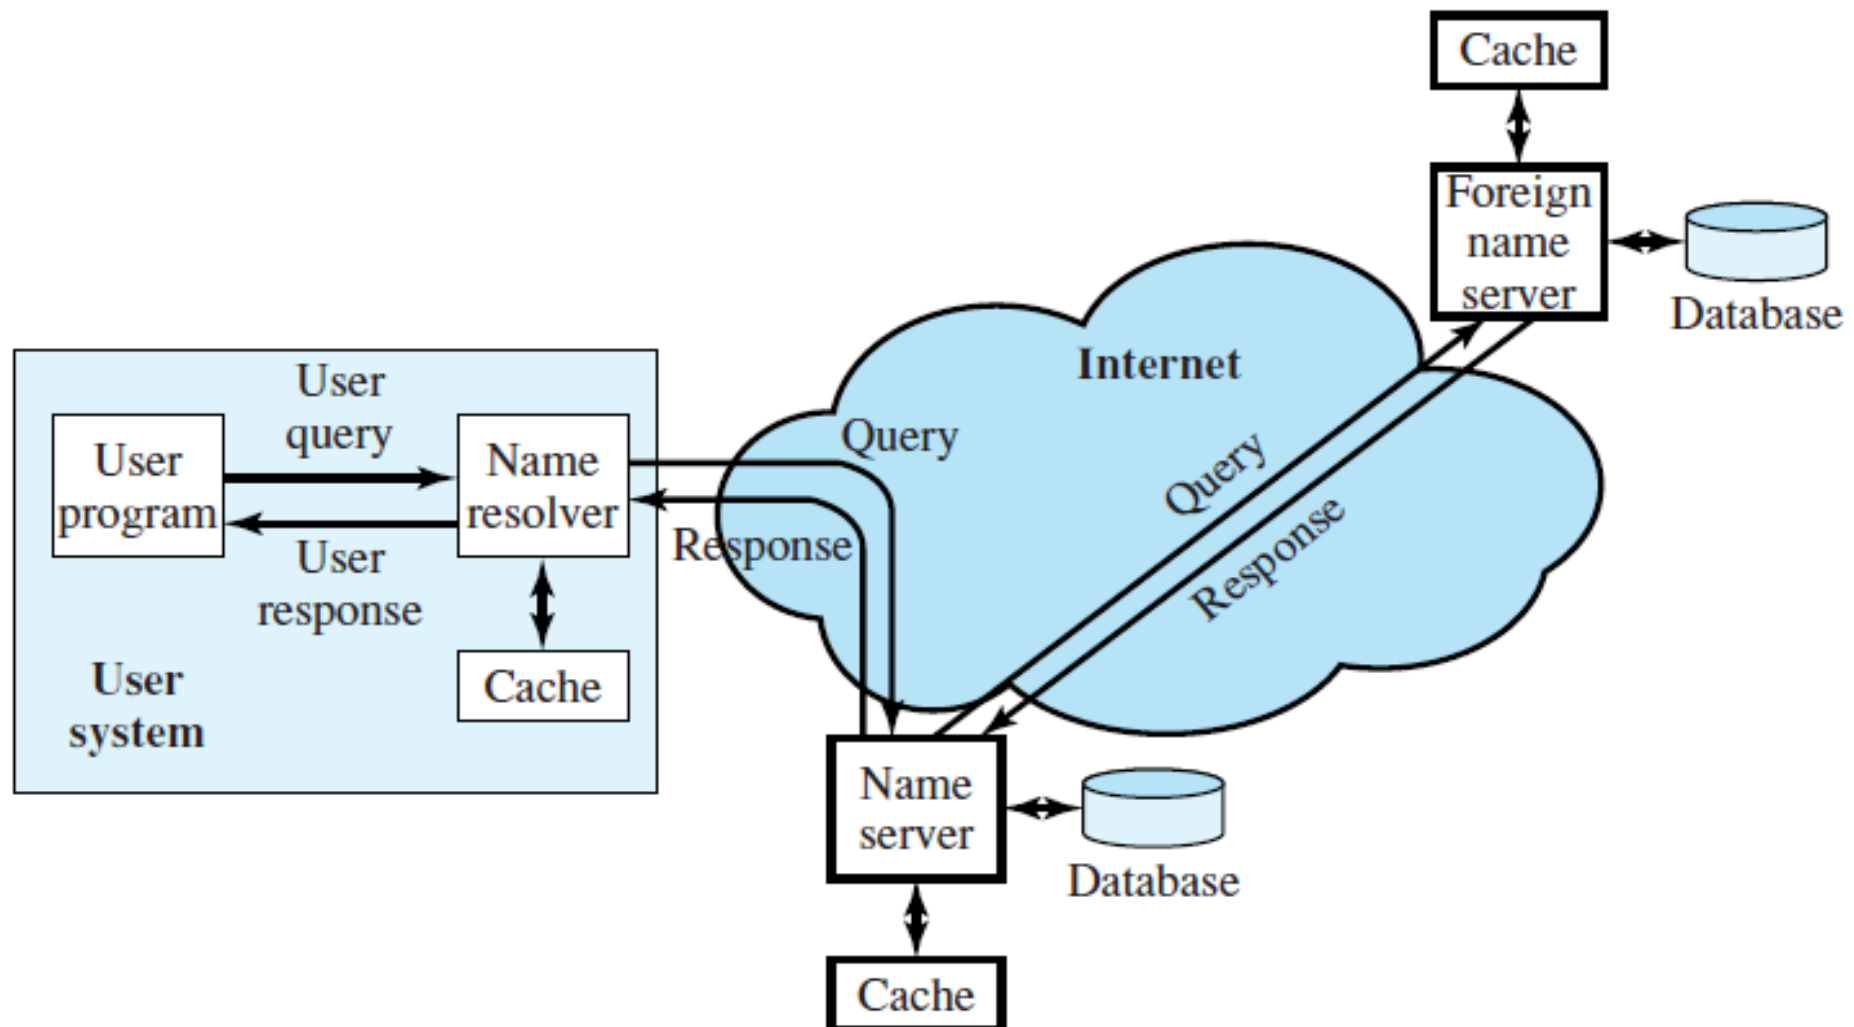 Cache
Foreign
name
server
Database
Internet
User
query
User
program
Name
resolver
Query
Response
User
response
Cache
User
system
Query
Response
Name
server
Database
Cache